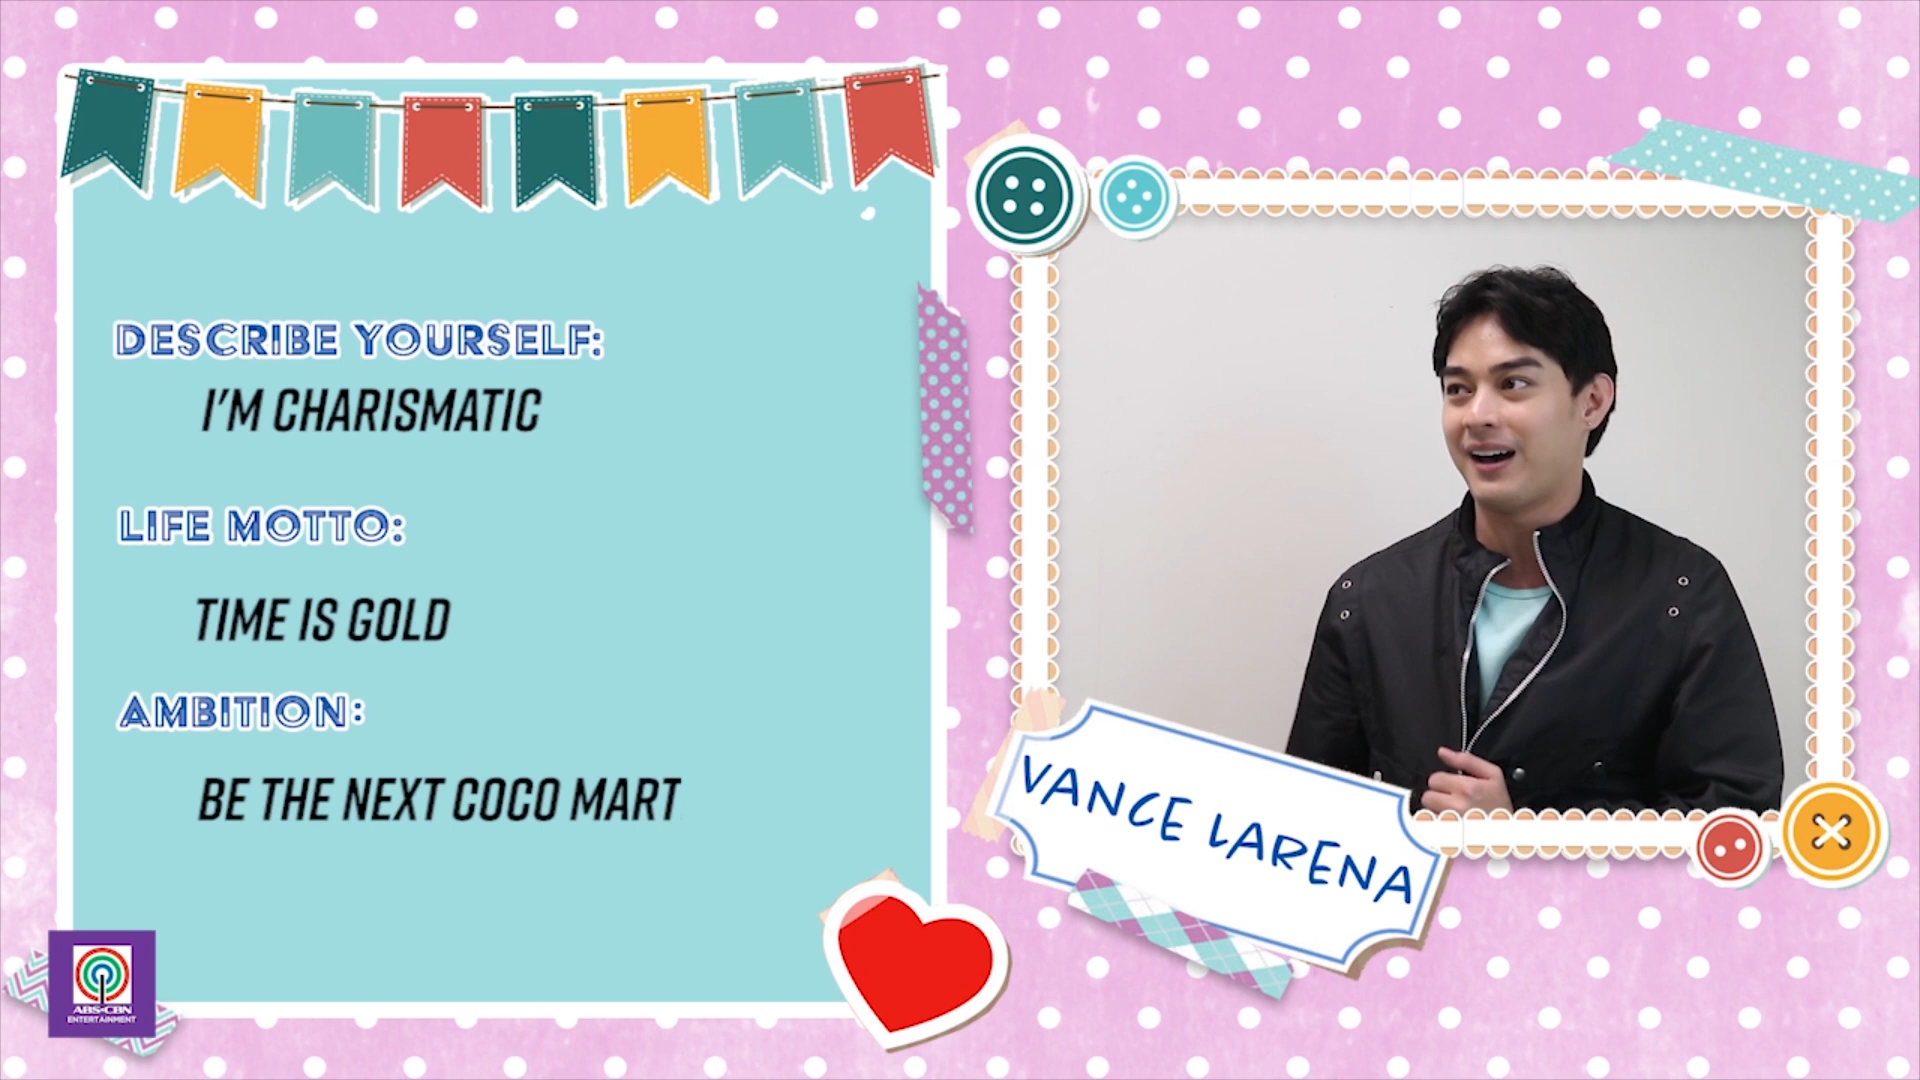 DESCRIBE YOURSELF:
I'M CHARISMATIC
LIFE MOTTO:
TIME IS GOLD
AMBITION:
BE THE NEXT COCO MART
VANCE LARENA
ABS-CBN
ENTERTAINMENT